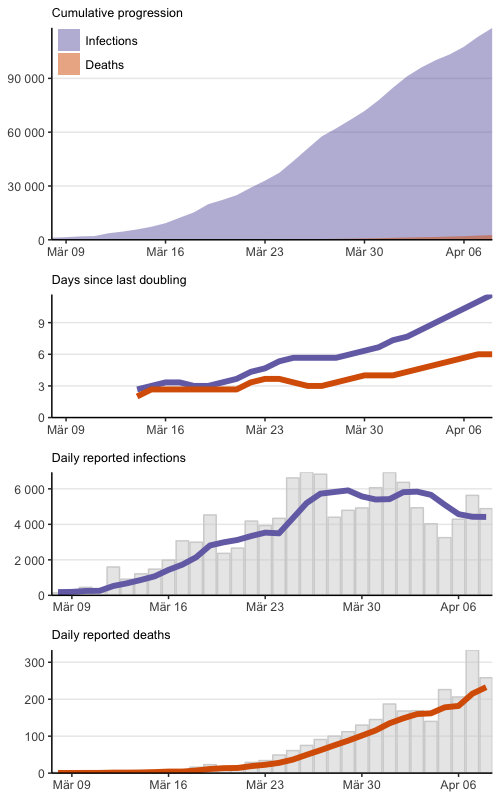 Cumulative progression
Infections
Deaths
90 000
60 000
30 000
0
Mär 09 Mär 16 Mär 23 Mär 30 Apr 06
Days since last doubling
9
6
3
0
Mär 09 Mär 16 Mär 23 Mär 30 Apr 06
Daily reported infections
6 000
4 000
2 000
0
Mär 09 Mär 16 Mär 23 Mär 30 Apr 06
Daily reported deaths
300
200
100
0
Mär 09 Mär 16 Mär 23 Mär 30 Apr 06